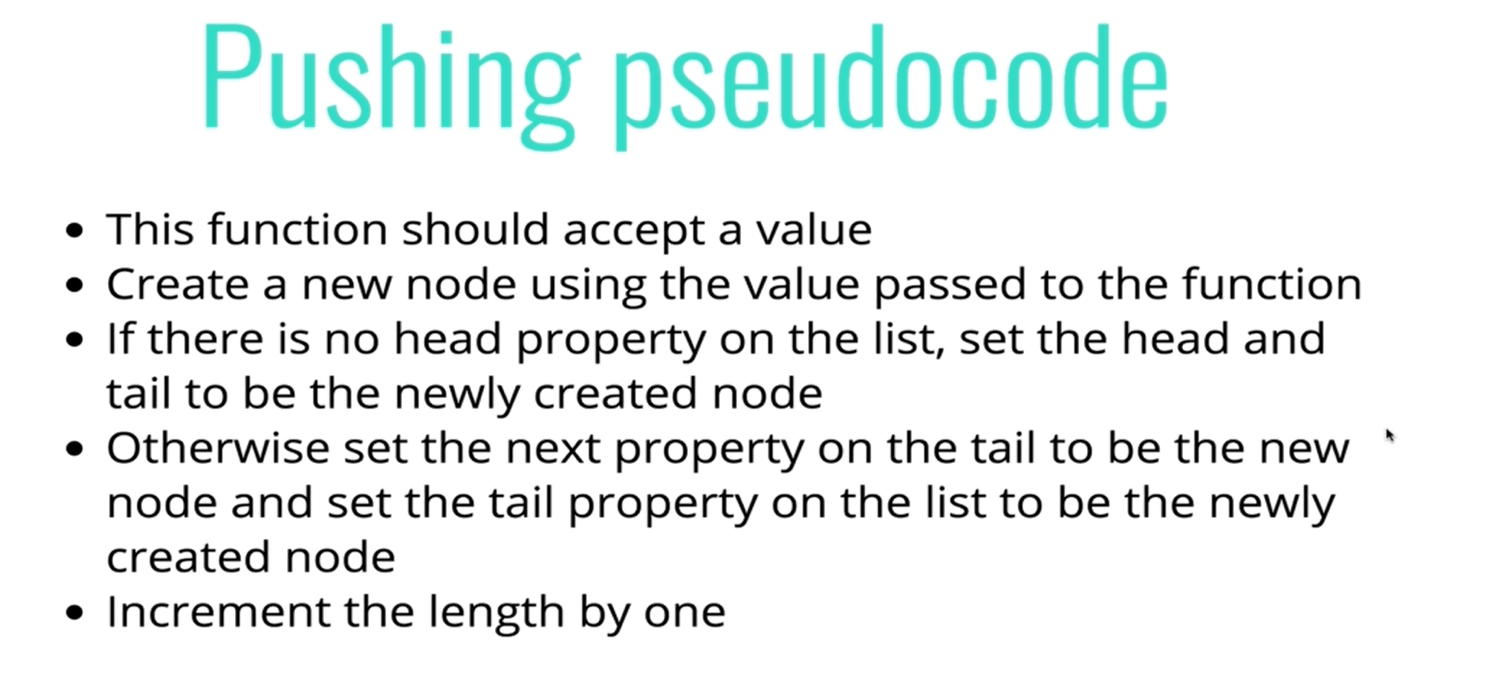 Pushing pseudocode
• This function should accept a value
• Create a new node using the value passed to the function
• If there is no head property on the list, set the head and
tail to be the newly created node
• Otherwise set the next property on the tail to be the new
node and set the tail property on the list to be the newly
created node
• Increment the length by one